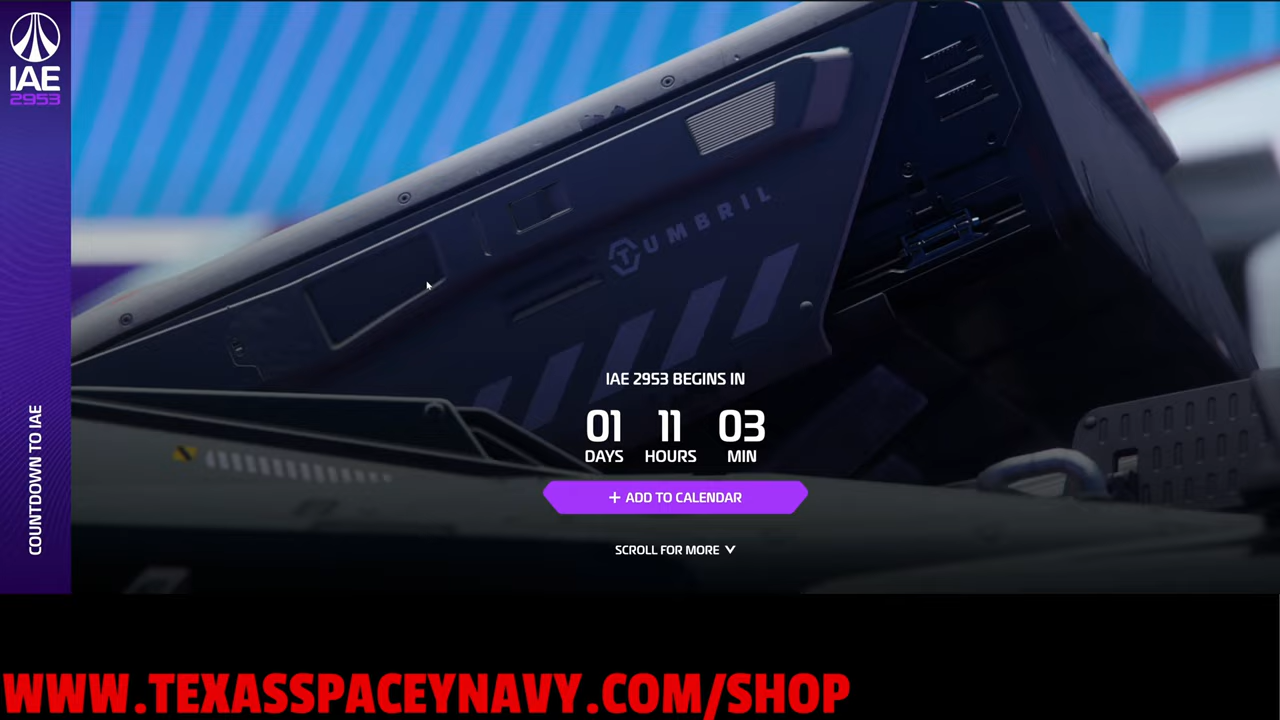 IAE
2953
COUNTDOWN TO IAE
TUMBRIL
IAE 2953 BEGINS IN
01 11 03
DAYS HOURS MIN
+ ADD TO CALENDAR
SCROLL FOR MORE
WWW.TEXASSPACEYNAVY.COM/SHOP